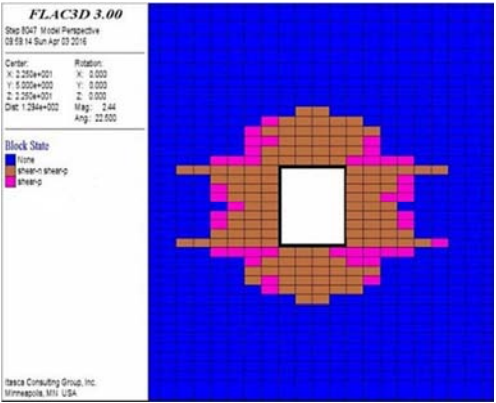 FLAC3D 3.00
Step 8047 Model Perspective
08:59:14 Sun Apr 03 2016
Center: Rotation:
X: 2.250e+001 X: 0.000
Y: 5.000e+000 Y: 0.000
Z: 2.250e+001 Z: 0.000
Dist: 1.294e+002 Mag.: 2.44
Ang.: 22.500
Block State
None
shear-n shear-p
shear-p
Itasca Consulting Group, Inc.
Minneapolis, MN USA